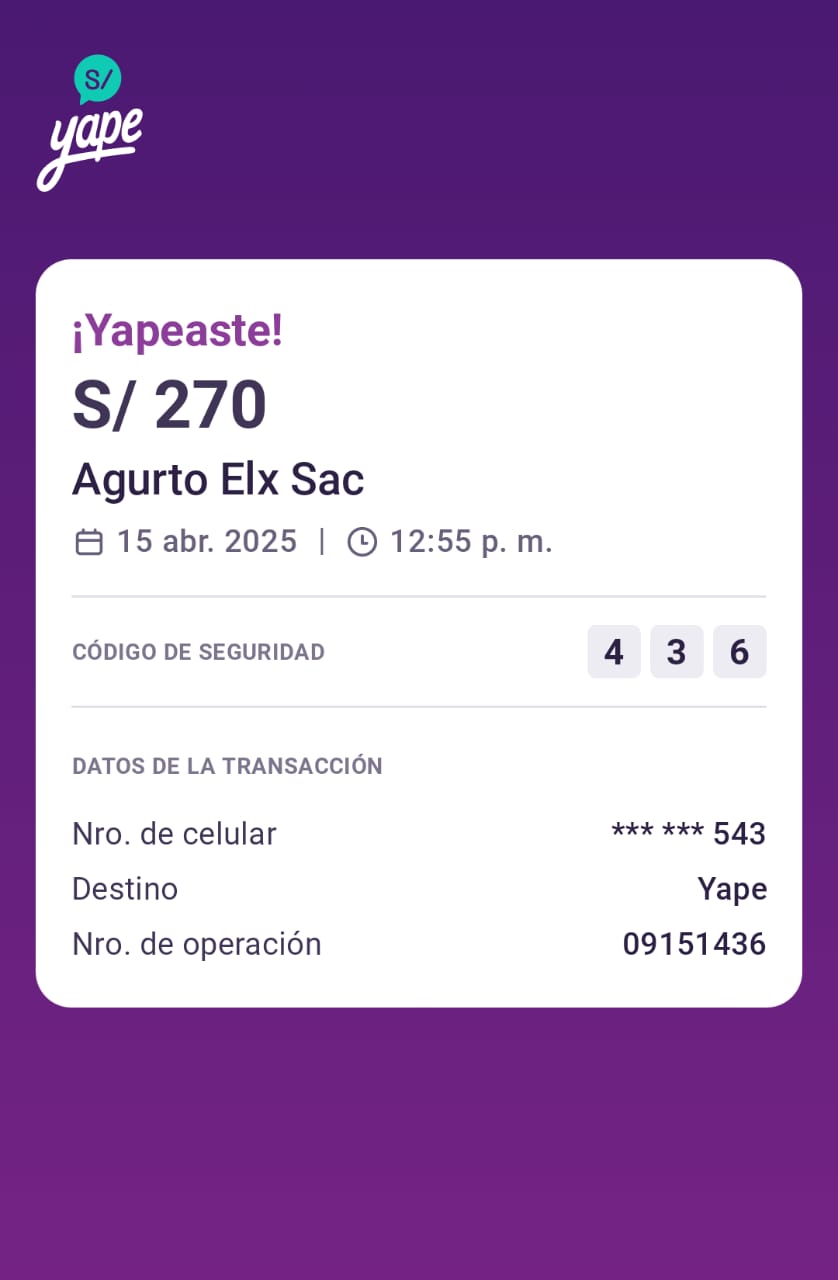 S/
yape
¡Yapeaste!
S/ 270
Agurto Elx Sac
15 abr. 2025 | 12:55 p. m.
CÓDIGO DE SEGURIDAD 4 3 6
DATOS DE LA TRANSACCIÓN
Nro. de celular *** *** 543
Destino Yape
Nro. de operación 09151436